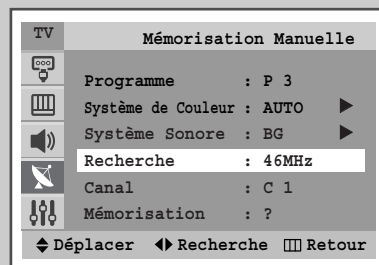 TV
Mémorisation Manuelle
Programme : P 3
Système de Couleur : AUTO ▶
Système Sonore : BG ▶
Recherche : 46MHz
Canal : C 1
Mémorisation : ?
Déplacer Recherche Retour